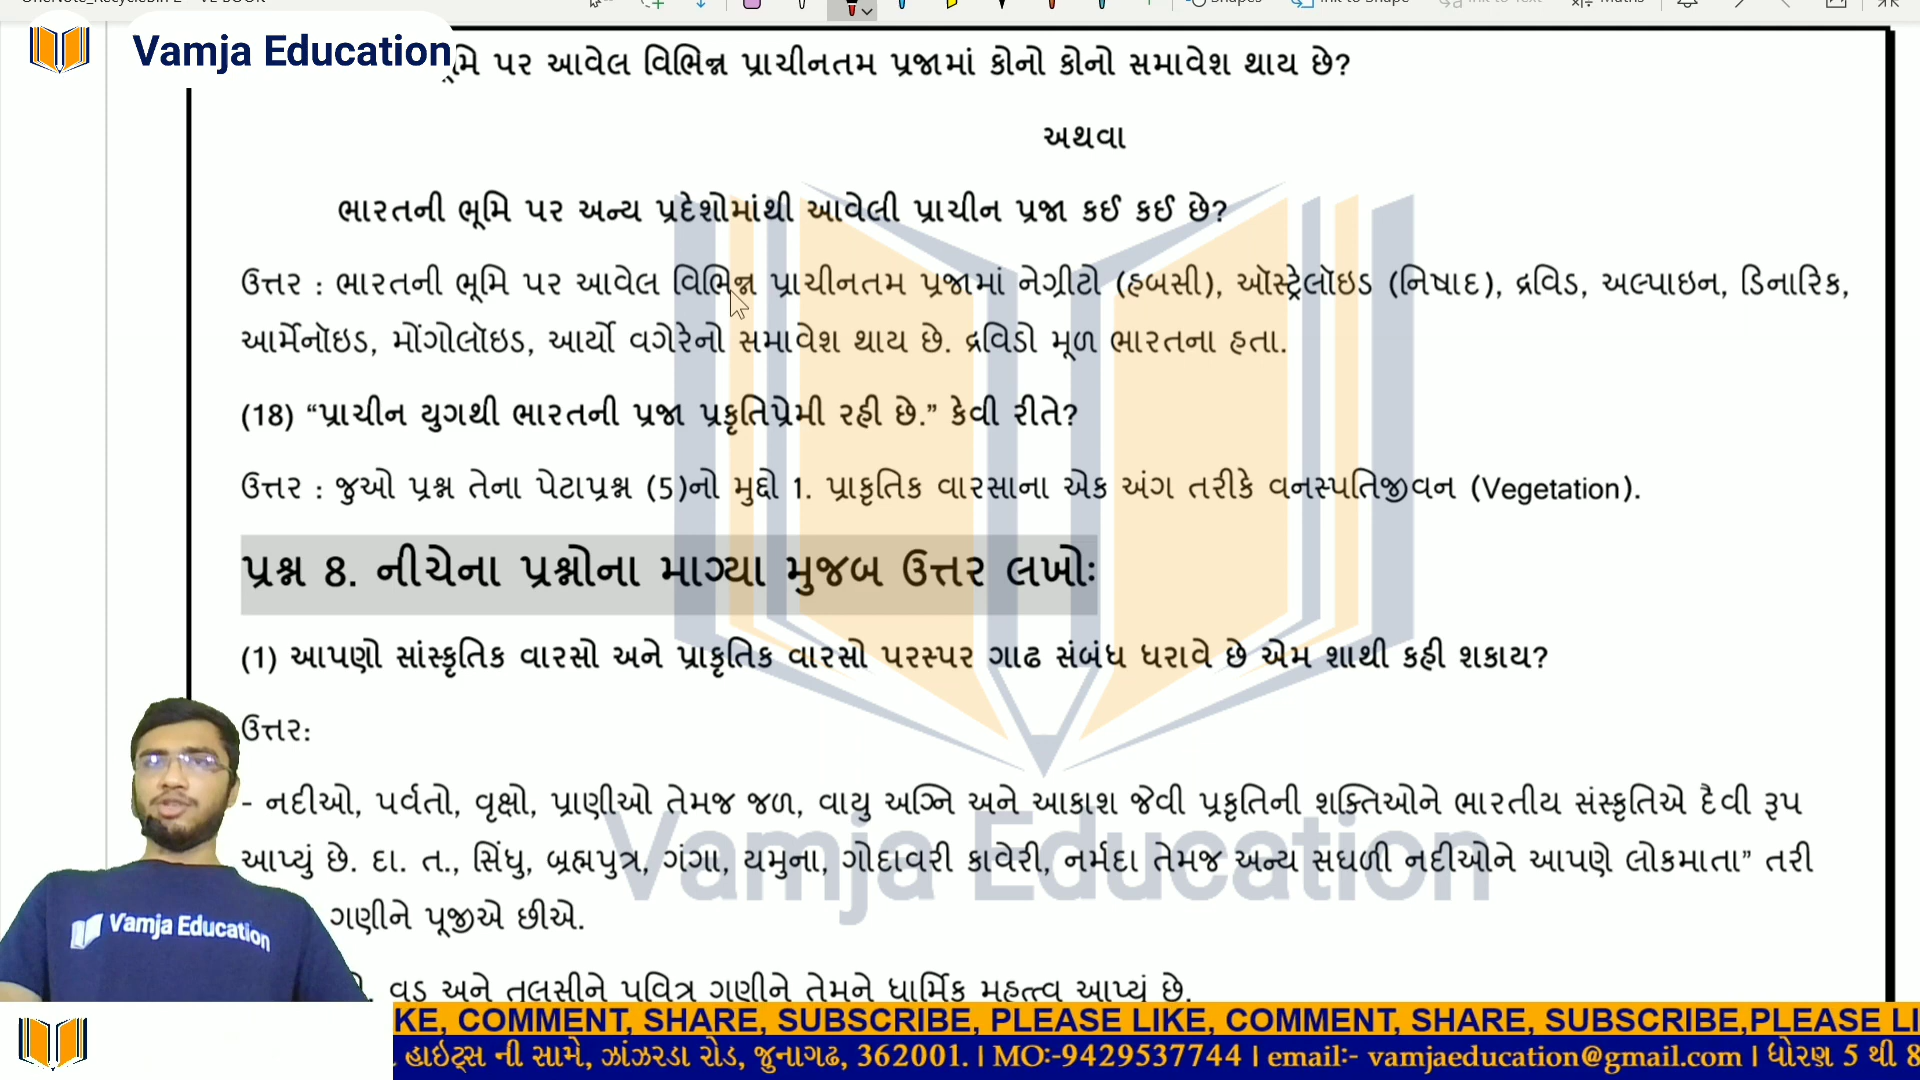 Vamja Education
પર આવેલ વિભિન્ન પ્રાચીનતમ પ્રજામાં કોનો કોનો સમાવેશ થાય છે?
અથવા
ભારતની ભૂમિ પર અન્ય પ્રદેશોમાંથી આવેલી પ્રાચીન પ્રજા કઈ કઈ છે?
ઉત્તર : ભારતની ભૂમિ પર આવેલ વિભિન્ન પ્રાચીનતમ પ્રજામાં નેગ્રીટો (હબસી), ઑસ્ટ્રેલૉઇડ (નિષાદ), દ્રવિડ, અલ્પાઇન, ડિનારિક,
આર્મેનૉઇડ, મોંગોલૉઇડ, આર્યો વગેરેનો સમાવેશ થાય છે. દ્રવિડો મૂળ ભારતના હતા.
(18) “પ્રાચીન યુગથી ભારતની પ્રજા પ્રકૃતિપ્રેમી રહી છે.” કેવી રીતે?
ઉત્તર : જુઓ પ્રશ્ન તેના પેટાપ્રશ્ન (5)નો મુદ્દો 1. પ્રાકૃતિક વારસાના એક અંગ તરીકે વનસ્પતિજીવન (Vegetation).
પ્રશ્ન 8. નીચેના પ્રશ્નોના માગ્યા મુજબ ઉત્તર લખોઃ
(1) આપણો સાંસ્કૃતિક વારસો અને પ્રાકૃતિક વારસો પરસ્પર ગાઢ સંબંધ ધરાવે છે એમ શાથી કહી શકાય?
ઉત્તર:
- નદીઓ, પર્વતો, વૃક્ષો, પ્રાણીઓ તેમજ જળ, વાયુ અગ્નિ અને આકાશ જેવી પ્રકૃતિની શક્તિઓને ભારતીય સંસ્કૃતિએ દૈવી રૂપ
આપ્યું છે. દા. ત., સિંધુ, બ્રહ્મપુત્ર, ગંગા, યમુના, ગોદાવરી કાવેરી, નર્મદા તેમજ અન્ય સઘળી નદીઓને આપણે લોકમાતા” તરી
ગણીને પૂજીએ છીએ.
વડ અને તુલસીને પવિત્ર ગણીને તેમને ધાર્મિક મહત્ત્વ આપ્યું છે.
Vamja Education
Vamja Education
KE, COMMENT, SHARE, SUBSCRIBE, PLEASE LIKE, COMMENT, SHARE, SUBSCRIBE,PLEASE LI
હાઇટ્સ ની સામે, ઝાંઝરડા રોડ, જુનાગઢ, 362001. | MO:-9429537744 | email:- vamjaeducation@gmail.com | ધોરણ 5 થી 8